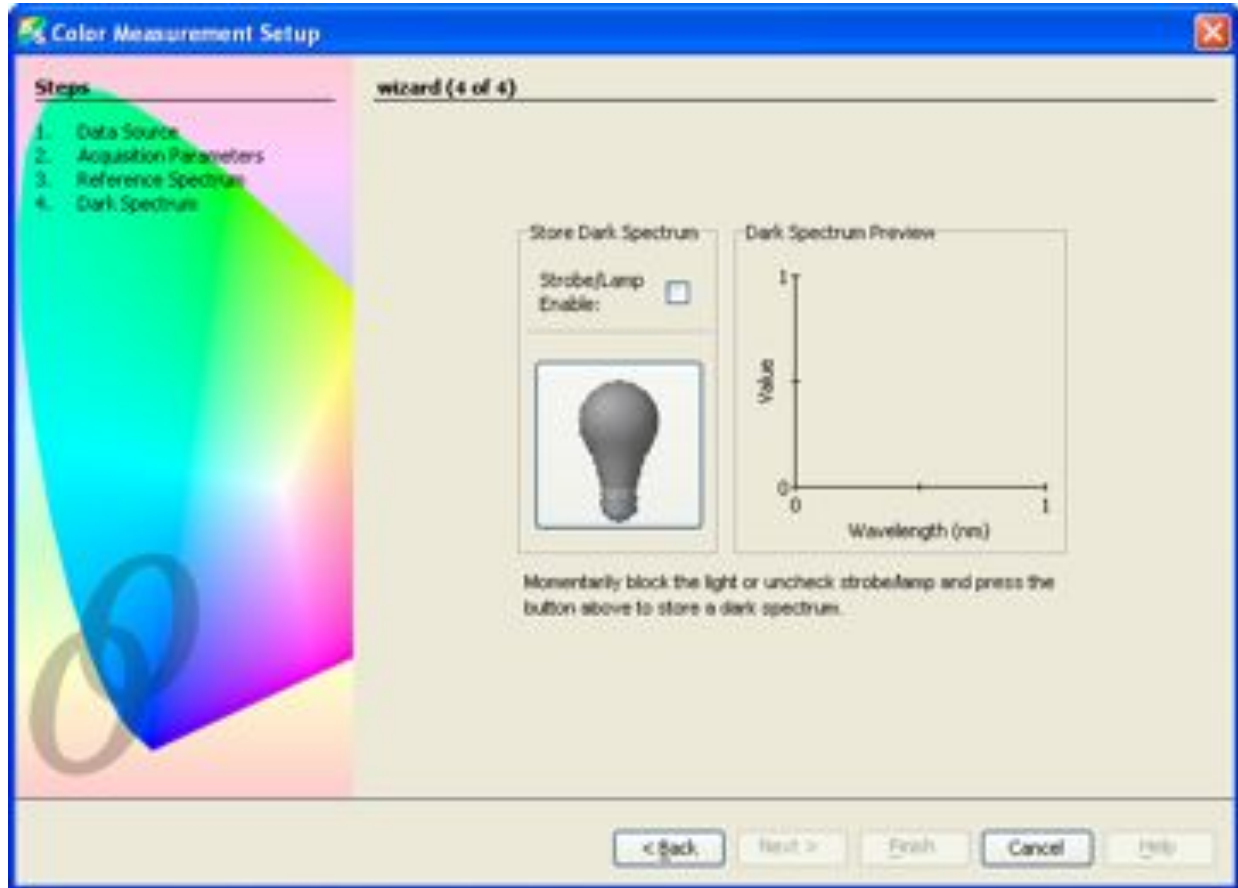 Color Measurement Setup
Steps
1. Data Source
2. Acquisition Parameters
3. Reference Spectrum
4. Dark Spectrum
wizard (4 of 4)
Store Dark Spectrum
Strobe/Lamp
Enable:
Dark Spectrum Preview
1
Value
0
0
1
Wavelength (nm)
Momentarily block the light or uncheck strobe/lamp and press the
button above to store a dark spectrum.
< Back
Next >
Finish
Cancel
Help